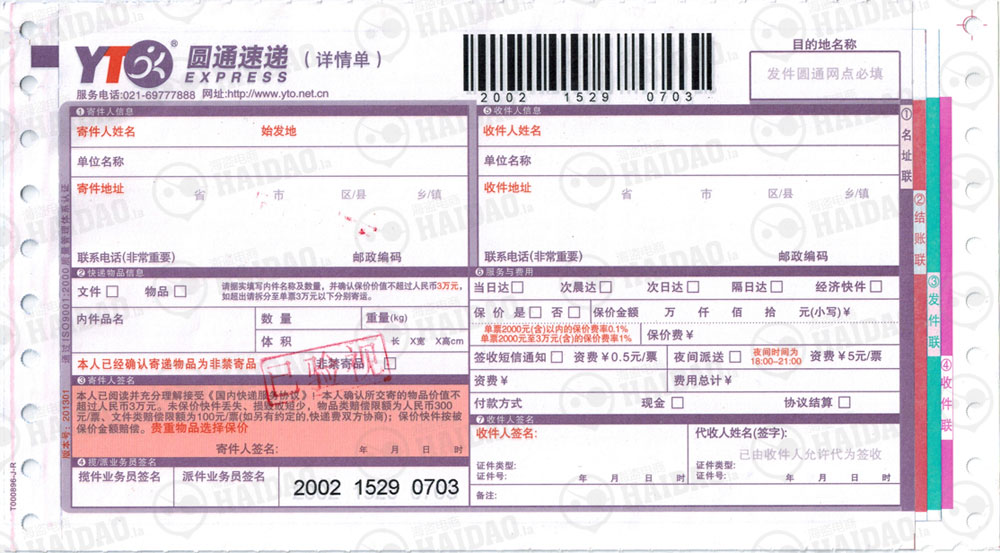 YTO® 圆通速递 EXPRESS (详情单)
2002 1529 0703
目的地名称
发件圆通网点必填
服务电话:021-69777888 网址:http://www.yto.net.cn
①寄件人信息
寄件人姓名 始发地
单位名称
寄件地址 省 市 区/县 乡/镇
联系电话(非常重要) 邮政编码
⑤收件人信息
收件人姓名
单位名称
收件地址 省 市 区/县 乡/镇
联系电话(非常重要) 邮政编码
②快递物品信息
文件 □ 物品 □ 请据实填写内件名称及数量，并确认保价价值不超过人民币3万元，
如超出请拆分至单票3万元以下分别寄运。
内件品名 数 量 重量(kg)
体 积 长 X宽 X高cm
本人已经确认寄递物品为非禁寄品 非禁寄品 □
已验视
③寄件人签名
本人已阅读并充分理解接受《国内快递服务协议》!本人确认所交寄的物品价值不
超过人民币3万元。未保价快件丢失、损毁或短少，物品类赔偿限额为人民币300
元/票、文件类赔偿限额为100元/票(如另有约定的,快递费双方协商)；保价快件按被
保价金额赔偿。贵重物品选择保价
寄件人签名: 年 月 日 时
④揽/派业务员签名
揽件业务员签名 派件业务员签名
2002 1529 0703
⑥服务与费用
当日达□ 次晨达□ 次日达□ 隔日达□ 经济快件□
保 价 是□ 否□ 保价金额 万 仟 佰 拾 元(小写)¥
单票2000元(含)以内的保价费率0.1%
单票2000元至3万元(含)的保价费率1%
保价费¥
签收短信通知□ 资费¥0.5元/票 夜间派送□ 夜间时间为
18:00-21:00 资费¥5元/票
资费¥ 费用总计¥
付款方式 现金□ 协议结算□
⑦收件人签名
收件人签名:
证件类型:
证件号: 年 月 日 时
代收人姓名(签字):
已由收件人允许代为签收
证件类型:
证件号: 年 月 日 时
备注:
①名址联
②结账联
③发件联
④收件联
通过ISO9001:2000质量管理体系认证
版本号: 201301
T000896-J-R
海盗电商 HAIDAO.la